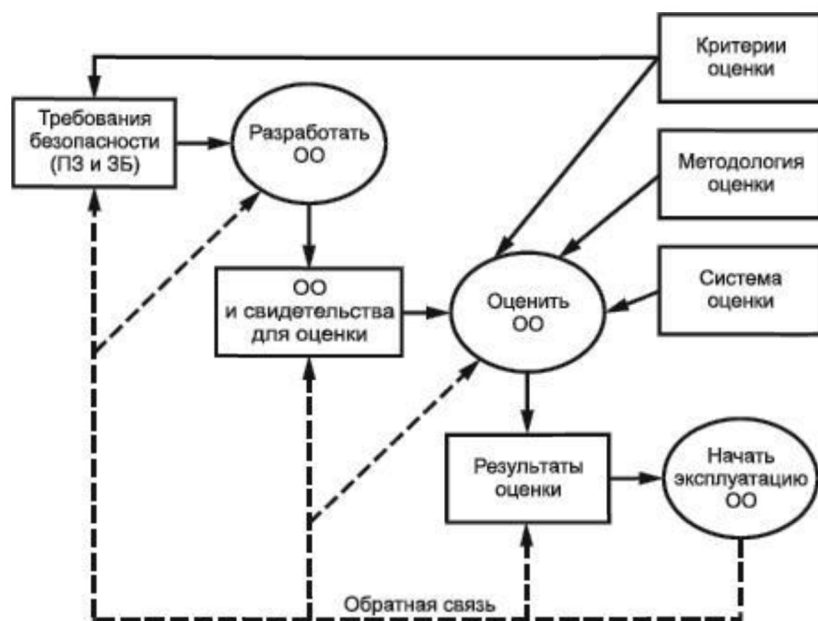 Критерии
оценки
Требования
безопасности
(ПЗ и ЗБ)
Разработать
ОО
Методология
оценки
ОО
и свидетельства
для оценки
Оценить
ОО
Система
оценки
Результаты
оценки
Начать
эксплуатацию
ОО
Обратная связь